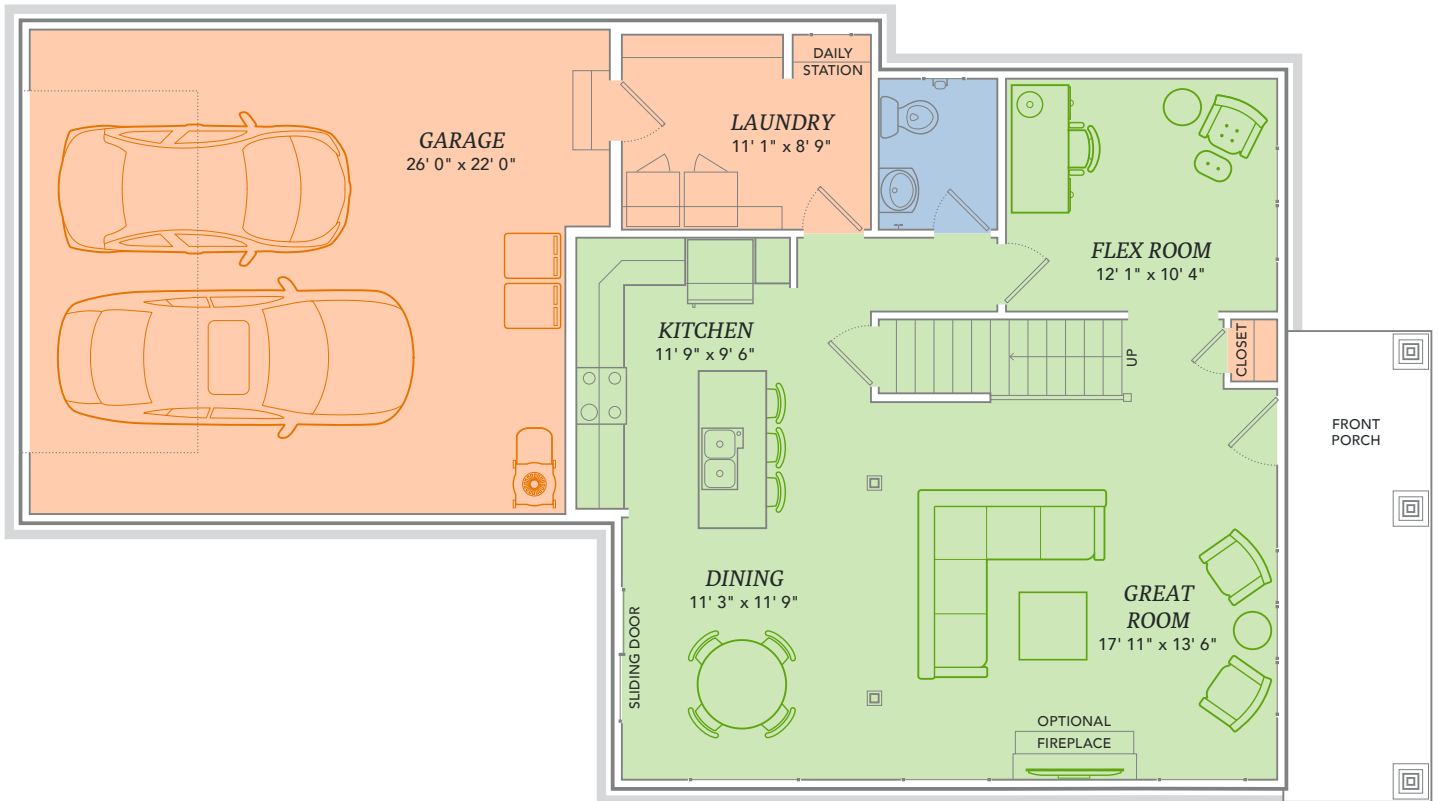 DAILY
STATION
LAUNDRY
11' 1" x 8' 9"
GARAGE
26' 0" x 22' 0"
FLEX ROOM
12' 1" x 10' 4"
KITCHEN
11' 9" x 9' 6"
UP
CLOSET
FRONT
PORCH
DINING
11' 3" x 11' 9"
SLIDING DOOR
GREAT
ROOM
17' 11" x 13' 6"
OPTIONAL
FIREPLACE